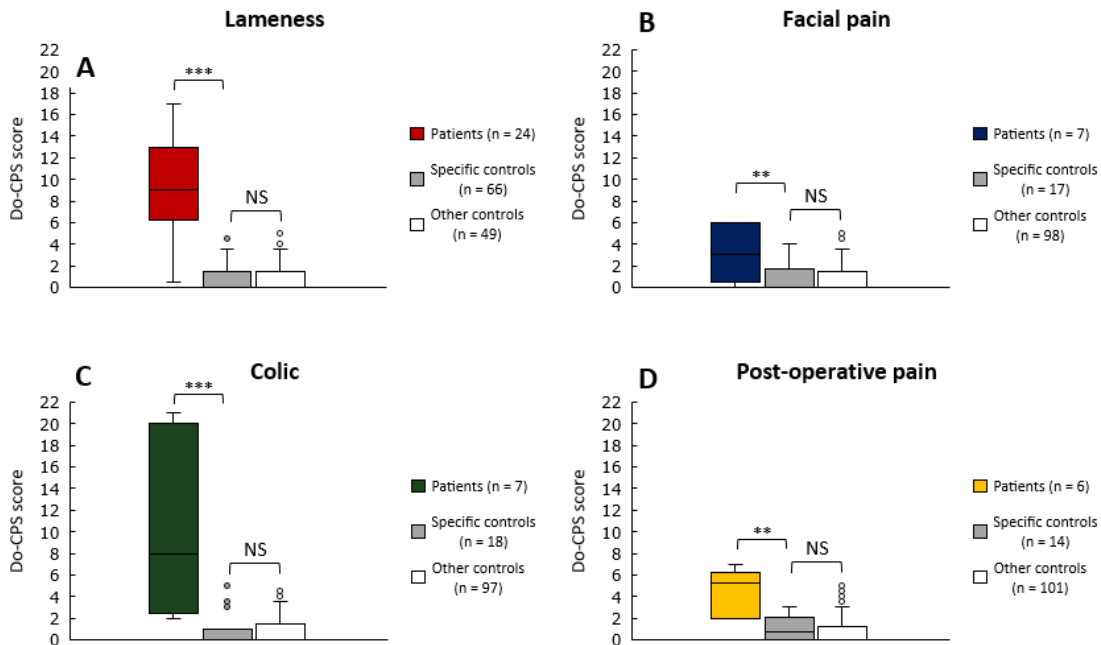 Lameness
A
Do-CPS score
22
20
18
16
14
12
10
8
6
4
2
0
***
NS
Patients (n = 24)
Specific controls
(n = 66)
Other controls
(n = 49)
Facial pain
B
Do-CPS score
22
20
18
16
14
12
10
8
6
4
2
0
**
NS
Patients (n = 7)
Specific controls
(n = 17)
Other controls
(n = 98)
Colic
C
Do-CPS score
22
20
18
16
14
12
10
8
6
4
2
0
***
NS
Patients (n = 7)
Specific controls
(n = 18)
Other controls
(n = 97)
Post-operative pain
D
Do-CPS score
22
20
18
16
14
12
10
8
6
4
2
0
**
NS
Patients (n = 6)
Specific controls
(n = 14)
Other controls
(n = 101)